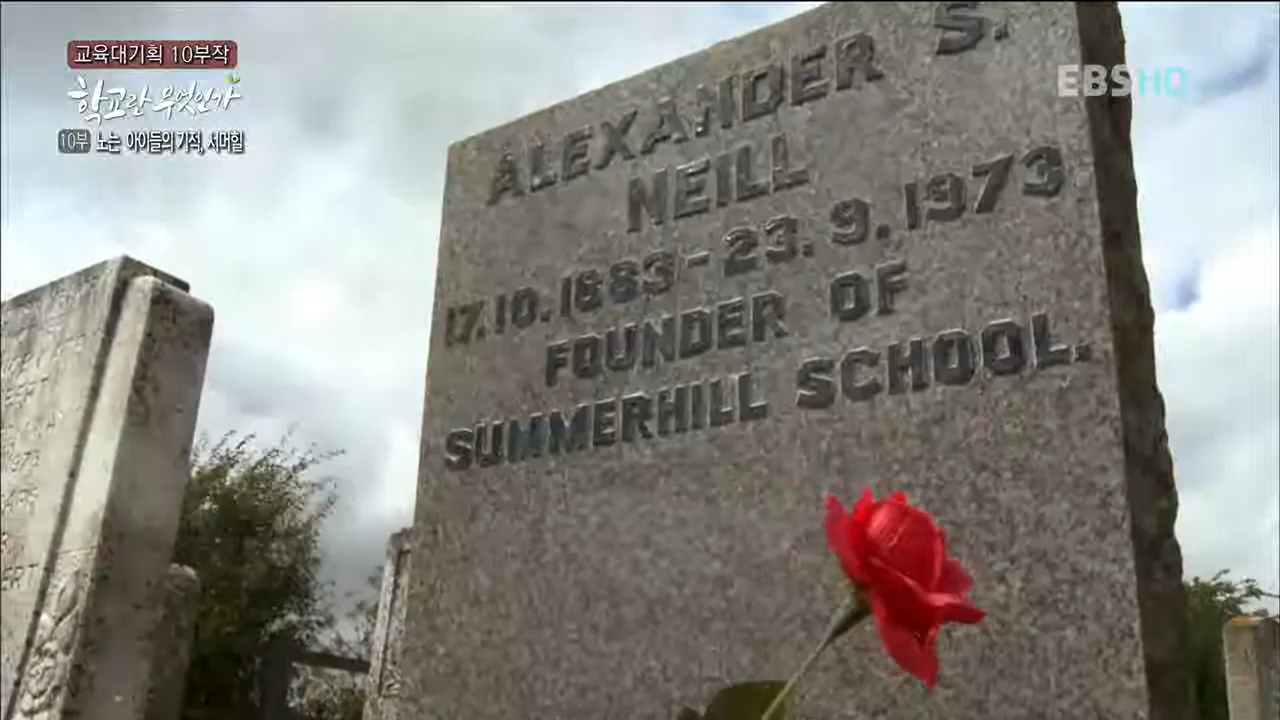 교육대기획 10부작
학교란 무엇인가
10부 노는 아이들의 기적, 서머힐
EBS HD
ALEXANDER S.
NEILL
17.10.1883-23.9.1973
FOUNDER OF
SUMMERHILL SCHOOL.